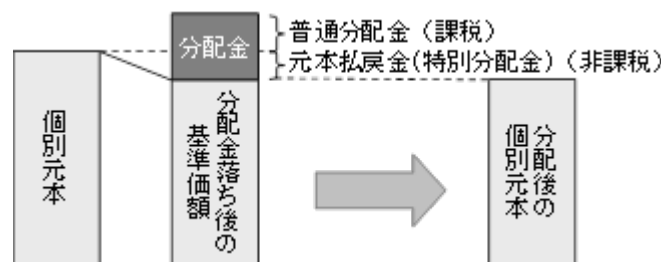 分配金
普通分配金（課税）
元本払戻金(特別分配金)（非課税）
個別元本
分配金落ち後の
基準価額
分配後の
個別元本